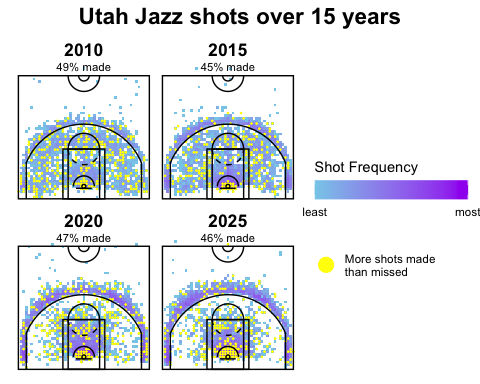 Utah Jazz shots over 15 years
2010
49% made
2015
45% made
Shot Frequency
least
most
2020
47% made
2025
46% made
More shots made
than missed